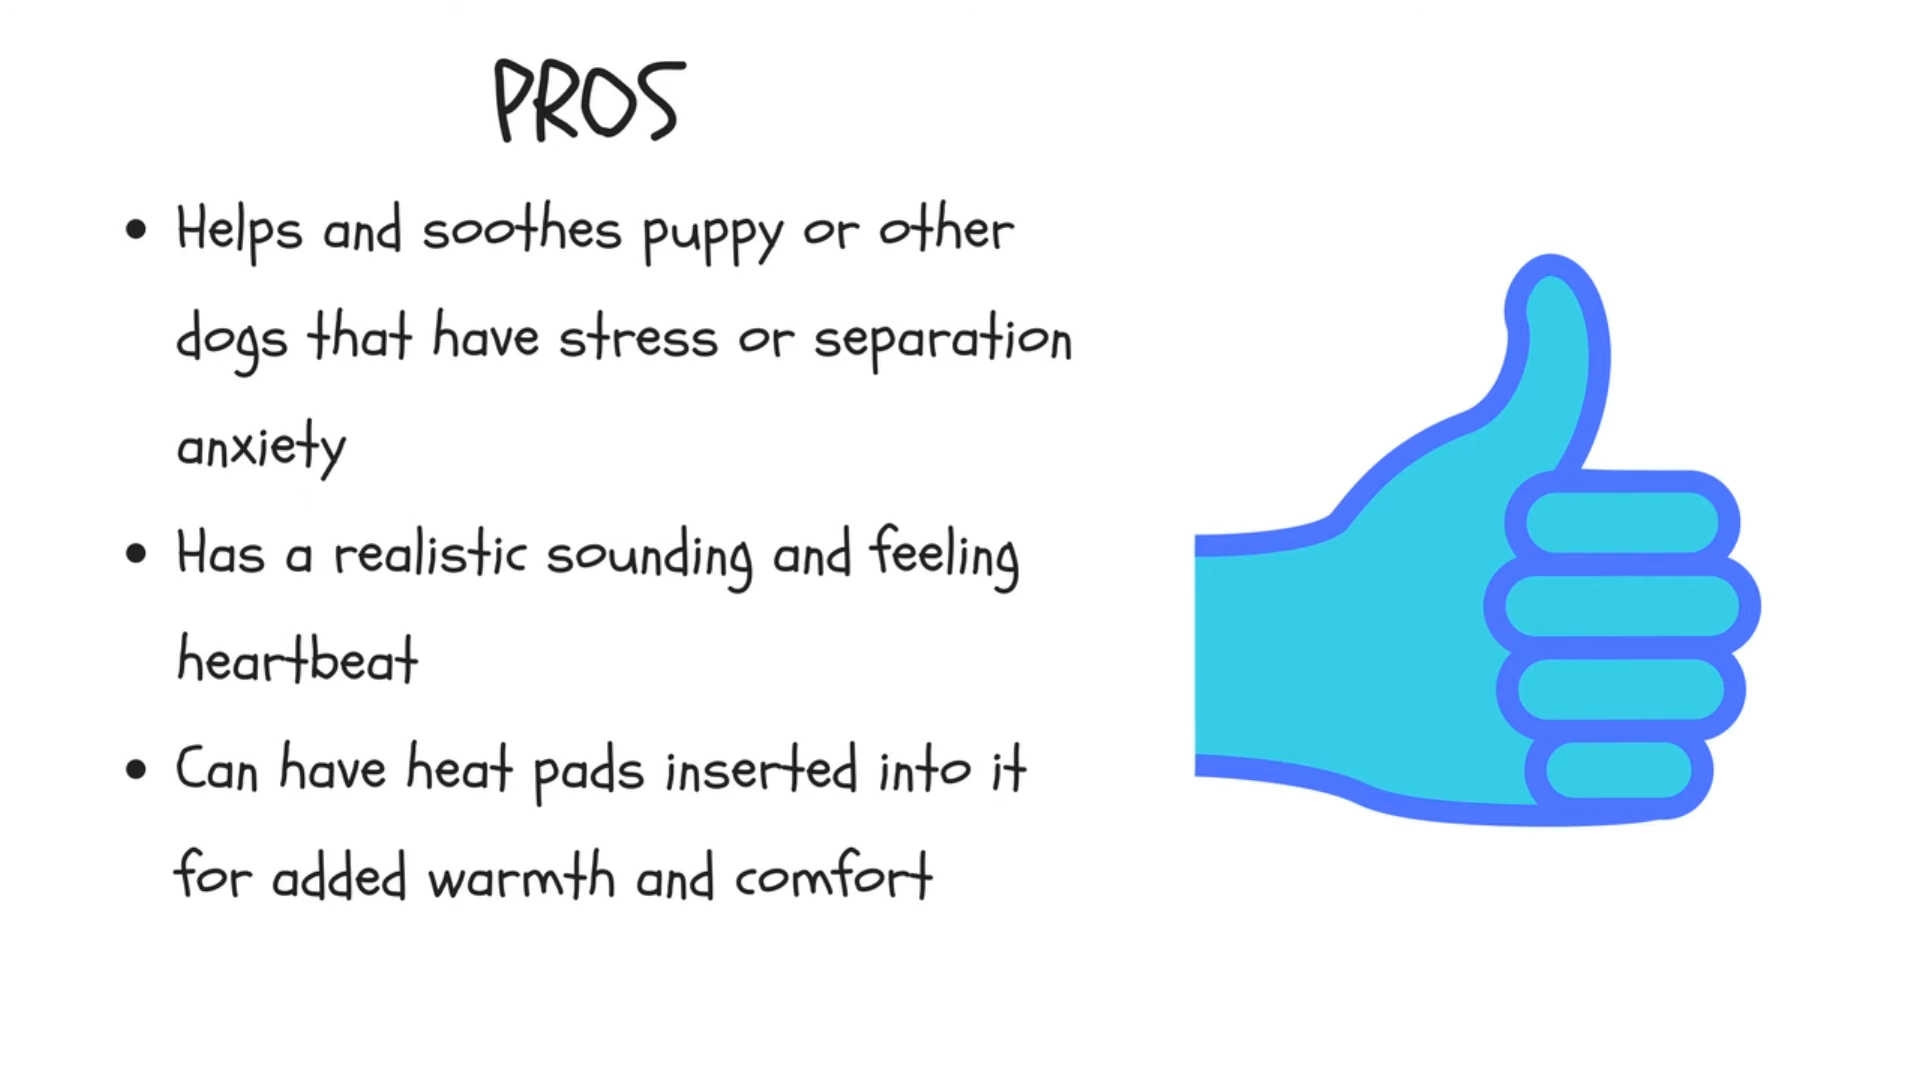 PROS
• Helps and soothes puppy or other
dogs that have stress or separation
anxiety
• Has a realistic sounding and feeling
heartbeat
• Can have heat pads inserted into it
for added warmth and comfort